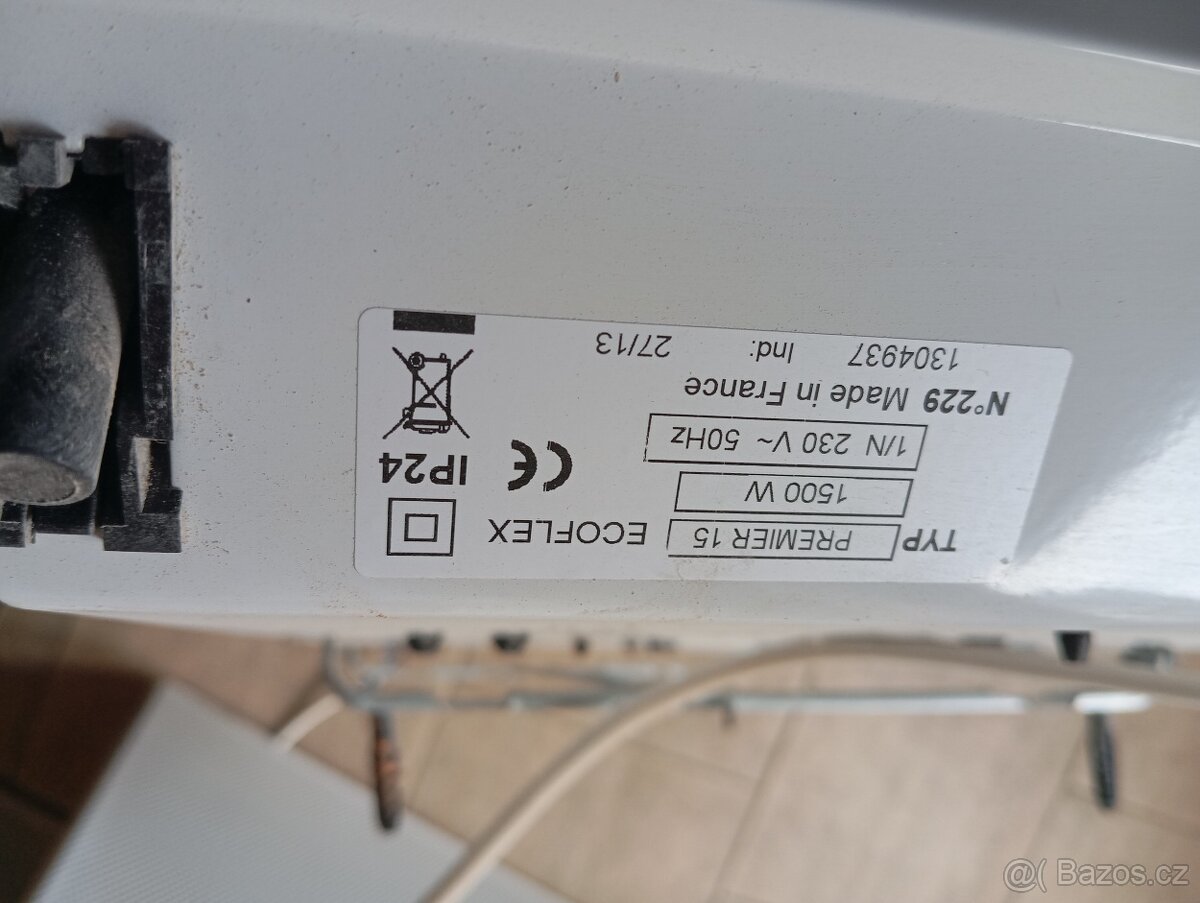 TYP PREMIER 15 ECOFLEX
1500 W
1/N 230 V~ 50Hz
CE IP24
N°229 Made in France
1304937 Ind: 27/13
@( Bazos.cz